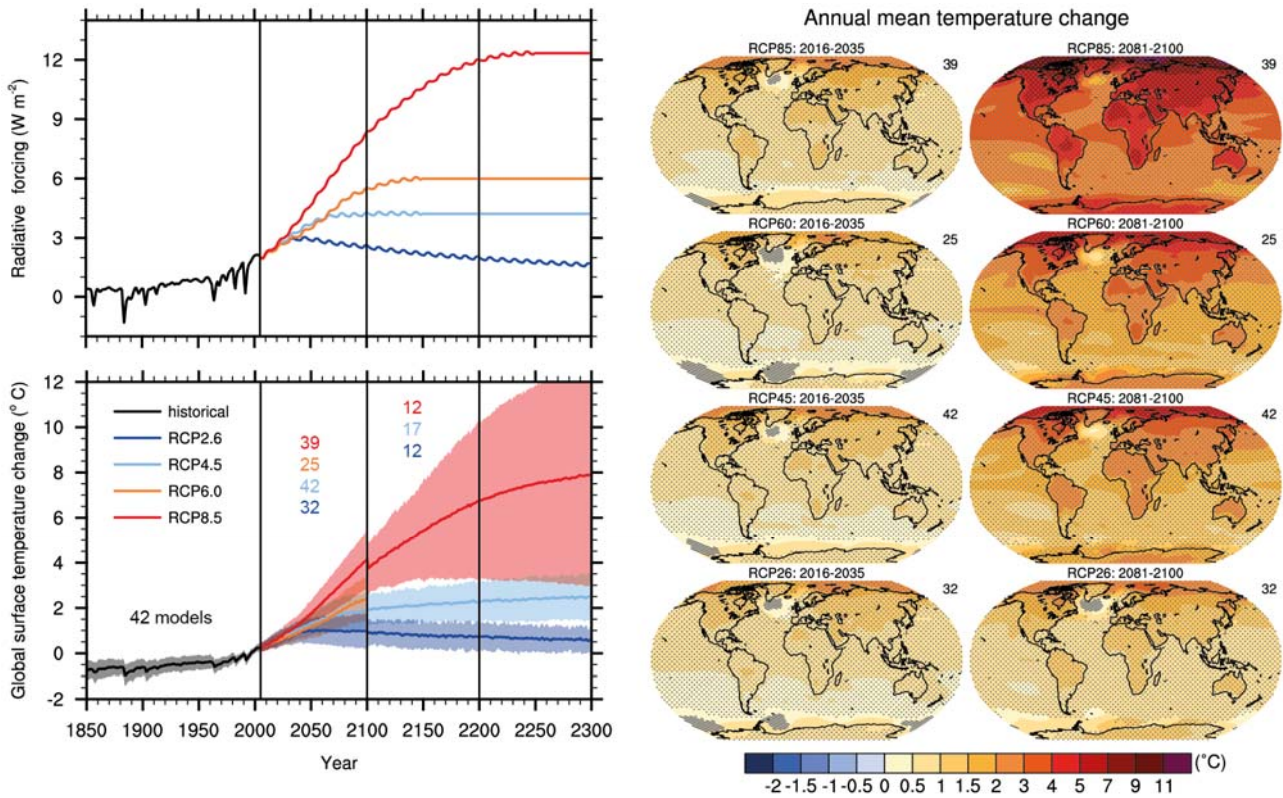 12
9
6
3
0
Radiative forcing (W m⁻²)
12
10
8
6
4
2
0
-2
Global surface temperature change (° C)
historical
RCP2.6
RCP4.5
RCP6.0
RCP8.5
39
25
42
32
12
17
12
42 models
1850 1900 1950 2000 2050 2100 2150 2200 2250 2300
Year
Annual mean temperature change
RCP85: 2016-2035
39
RCP85: 2081-2100
39
RCP60: 2016-2035
25
RCP60: 2081-2100
25
RCP45: 2016-2035
42
RCP45: 2081-2100
42
RCP26: 2016-2035
32
RCP26: 2081-2100
32
(°C)
-2 -1.5 -1 -0.5 0 0.5 1 1.5 2 3 4 5 7 9 11